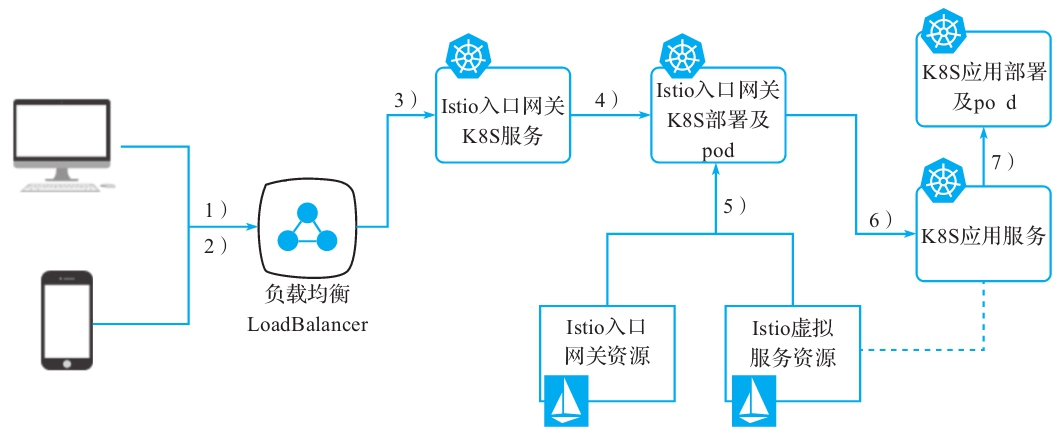 1）
2）
负载均衡
LoadBalancer
3）
Istio入口网关
K8S服务
4）
Istio入口网关
K8S部署及
pod
5）
Istio入口
网关资源
Istio虚拟
服务资源
6）
K8S应用服务
7）
K8S应用部署
及po d